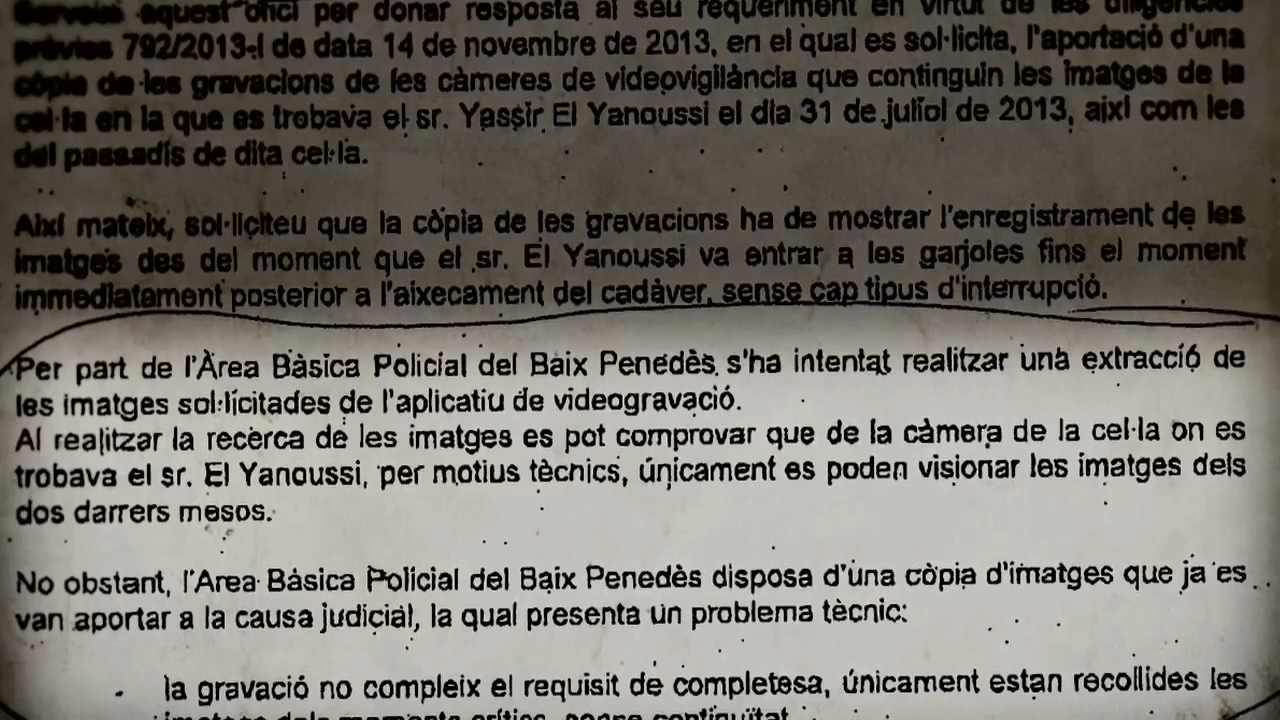 Serveixi aquest ofici per donar resposta al seu requeriment en virtut de les diligències
prèvies 792/2013-I de data 14 de novembre de 2013, en el qual es sol·licita, l'aportació d'una
còpia de les gravacions de les càmeres de videovigilància que continguin les imatges de la
cel·la en la que es trobava el sr. Yassir El Yanoussi el dia 31 de juliol de 2013, així com les
del passadís de dita cel·la.
Així mateix, sol·liciteu que la còpia de les gravacions ha de mostrar l'enregistrament de les
imatges des del moment que el sr. El Yanoussi va entrar a les garjoles fins el moment
immediatament posterior a l'aixecament del cadàver, sense cap tipus d'interrupció.
Per part de l'Àrea Bàsica Policial del Baix Penedès s'ha intentat realitzar una extracció de
les imatges sol·licitades de l'aplicatiu de videogravació.
Al realitzar la recerca de les imatges es pot comprovar que de la càmera de la cel·la on es
trobava el sr. El Yanoussi, per motius tècnics, únicament es poden visionar les imatges dels
dos darrers mesos.
No obstant, l'Area Bàsica Policial del Baix Penedès disposa d'una còpia d'imatges que ja es
van aportar a la causa judicial, la qual presenta un problema tècnic:
- la gravació no compleix el requisit de completesa, únicament estan recollides les
imatges dels moments crítics, sense continuïtat.